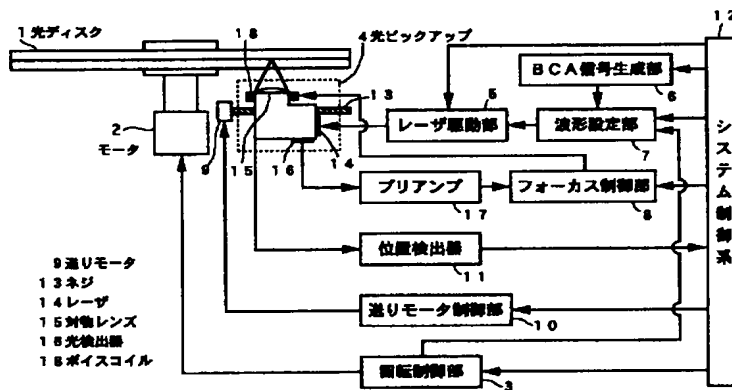 1光ディスク
18
4光ピックアップ
12
BCA信号生成部
6
13
5
2
レーザ駆動部
波形設定部
7
モータ
9
15
16
14
プリアンプ
17
フォーカス制御部
8
システム制御系
位置検出器
11
9送りモータ
13ネジ
14レーザ
15対物レンズ
16光検出器
18ボイスコイル
送りモータ制御部
10
回転制御部
3